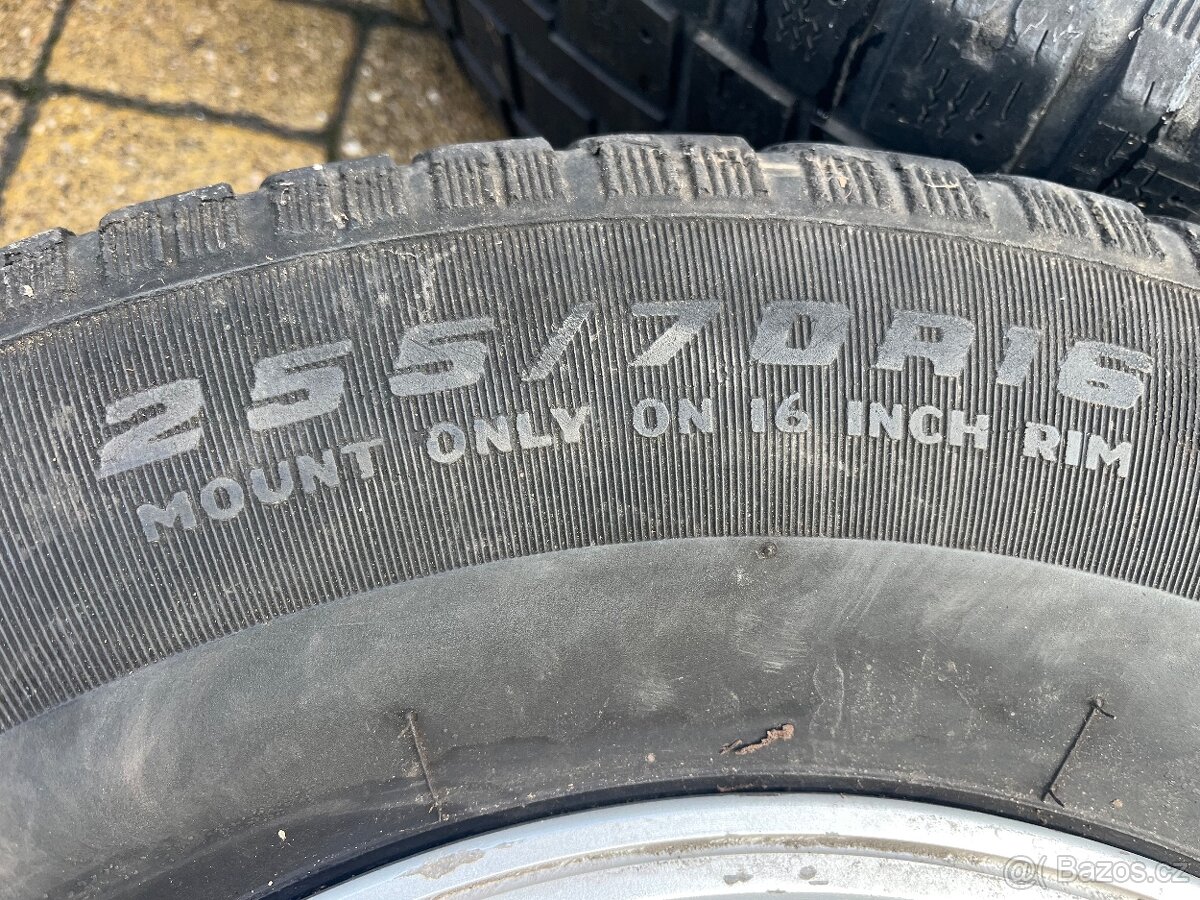 255/70R16
MOUNT ONLY ON 16 INCH RIM
Bazos.cz